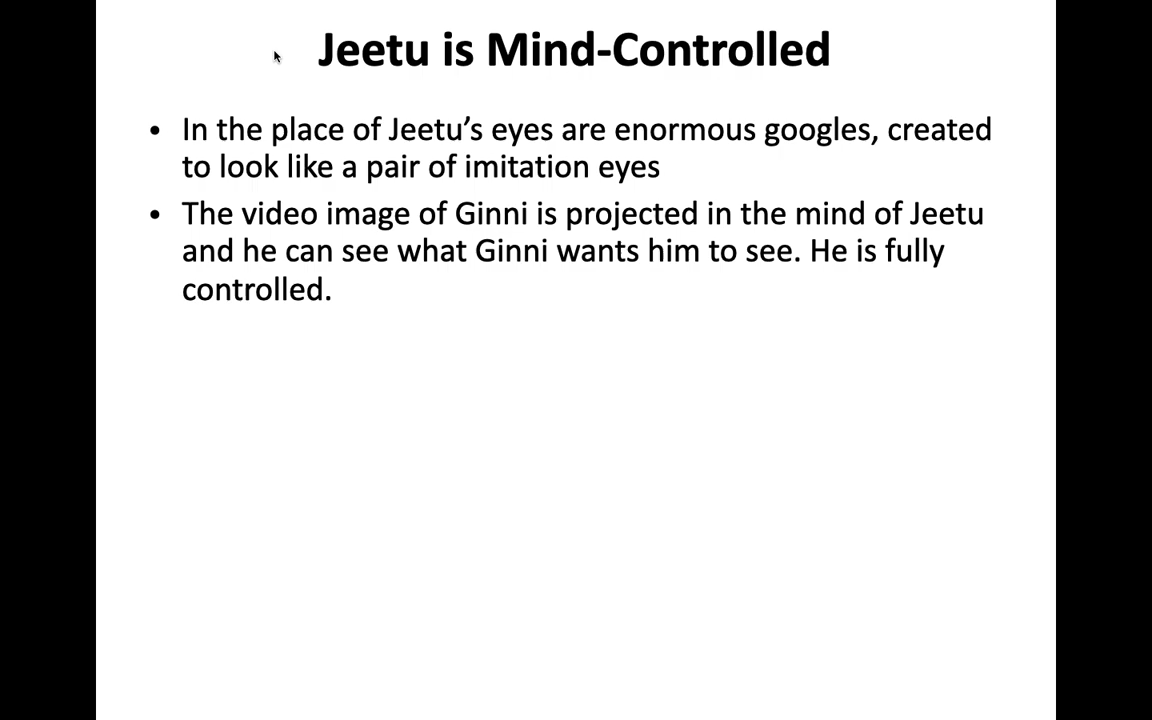 Jeetu is Mind-Controlled
• In the place of Jeetu’s eyes are enormous googles, created
to look like a pair of imitation eyes
• The video image of Ginni is projected in the mind of Jeetu
and he can see what Ginni wants him to see. He is fully
controlled.